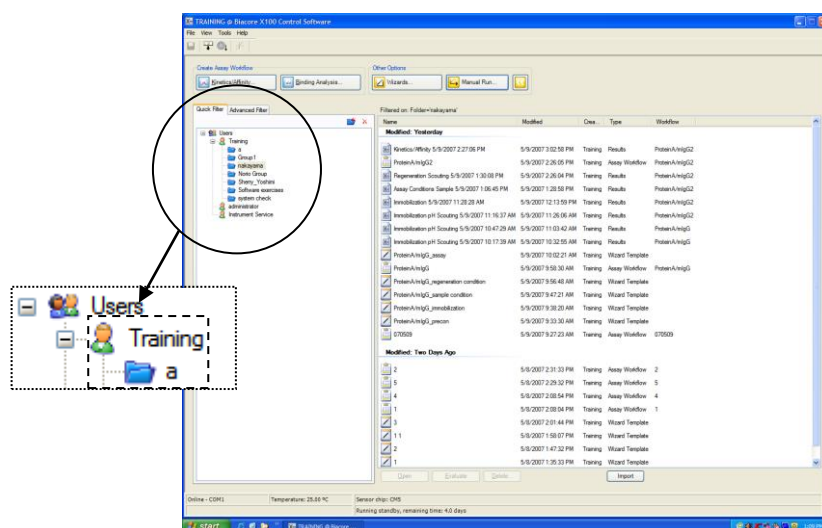 TRAINING @ Biacore X100 Control Software
File View Tools Help
Create Assay Workflow
Other Options
Kinetics/Affinity...
Binding Analysis...
Wizards...
Manual Run...
Quick Filter
Advanced Filter
Filtered on: Folder='nakayama'
Users
Training
a
Group1
nakayama
Norio Group
Sherry_Yoshini
Software exercises
system check
administrator
Instrument Service
Name Modified Crea... Type Workflow
Modified: Yesterday
Kinetics/Affinity 5/9/2007 2:27:06 PM 5/9/2007 3:02:58 PM Training Results ProteinA/mIgG2
ProteinA/mIgG2 5/9/2007 2:26:05 PM Training Assay Workflow ProteinA/mIgG2
Regeneration Scouting 5/9/2007 1:30:08 PM 5/9/2007 2:26:04 PM Training Results ProteinA/mIgG2
Assay Conditions Sample 5/9/2007 1:06:45 PM 5/9/2007 1:28:58 PM Training Results ProteinA/mIgG2
Immobilization 5/9/2007 11:28:28 AM 5/9/2007 12:13:59 PM Training Results ProteinA/mIgG2
Immobilization pH Scouting 5/9/2007 11:16:37 AM 5/9/2007 11:26:06 AM Training Results ProteinA/mIgG2
Immobilization pH Scouting 5/9/2007 10:47:29 AM 5/9/2007 11:03:42 AM Training Results ProteinA/mIgG
Immobilization pH Scouting 5/9/2007 10:17:39 AM 5/9/2007 10:32:55 AM Training Results ProteinA/mIgG
ProteinA/mIgG_assay 5/9/2007 10:02:21 AM Training Wizard Template
ProteinA/mIgG 5/9/2007 9:58:30 AM Training Assay Workflow ProteinA/mIgG
ProteinA/mIgG_regeneration condition 5/9/2007 9:56:48 AM Training Wizard Template
ProteinA/mIgG_sample condition 5/9/2007 9:47:21 AM Training Wizard Template
ProteinA/mIgG_immobilization 5/9/2007 9:38:20 AM Training Wizard Template
ProteinA/mIgG_precon 5/9/2007 9:33:30 AM Training Wizard Template
070509 5/9/2007 9:27:23 AM Training Assay Workflow 070509
Modified: Two Days Ago
2 5/8/2007 2:31:33 PM Training Assay Workflow 2
5 5/8/2007 2:29:32 PM Training Assay Workflow 5
4 5/8/2007 2:08:54 PM Training Assay Workflow 4
1 5/8/2007 2:08:04 PM Training Assay Workflow 1
3 5/8/2007 2:01:44 PM Training Wizard Template
1 1 5/8/2007 1:58:07 PM Training Wizard Template
2 5/8/2007 1:47:32 PM Training Wizard Template
1 5/8/2007 1:35:33 PM Training Wizard Template
Open
Evaluate
Delete...
Import
Online - COM1 Temperature: 25.00 °C Sensor chip: CM5
Running standby, remaining time: 4.0 days
start
TRAINING @ Biacore ...
Users
Training
a